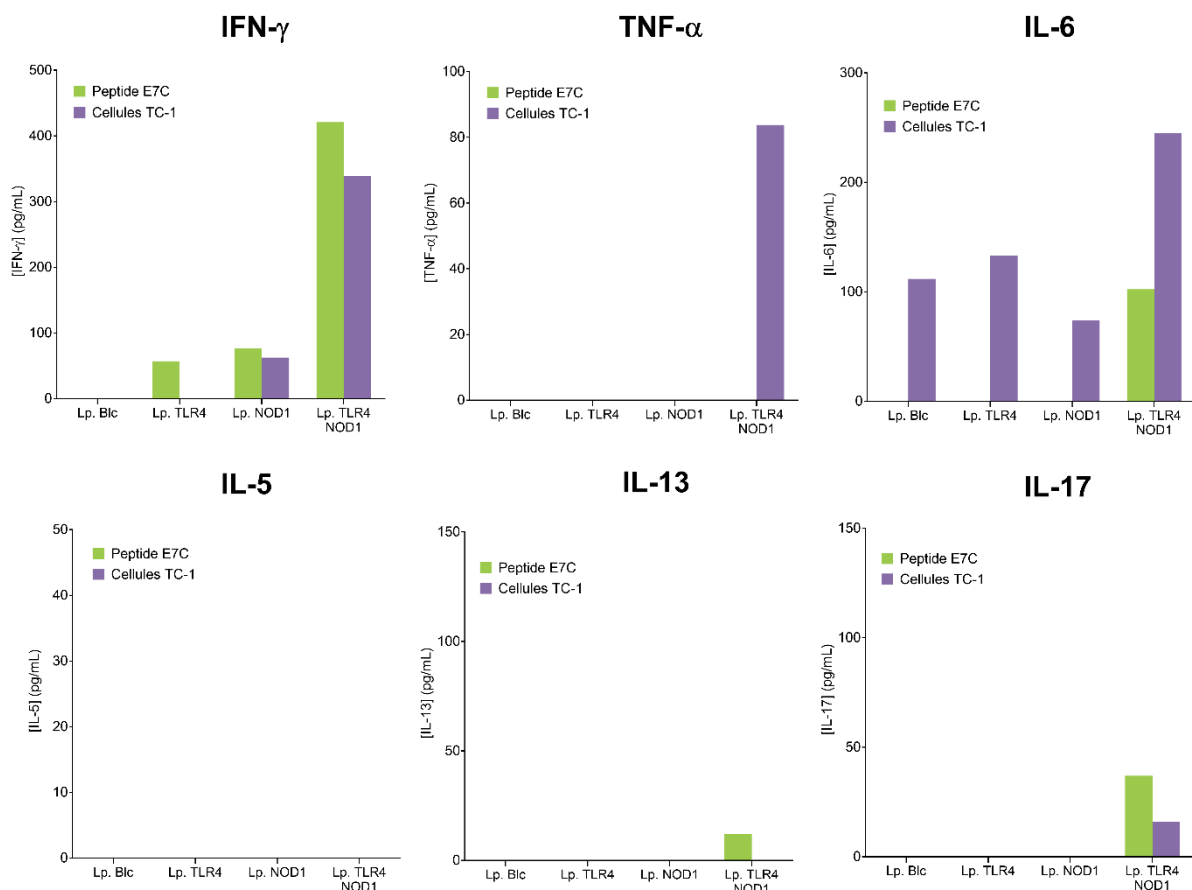 IFN-γ
500
400
300
200
100
0
[IFN-γ] (pg/mL)
Peptide E7C
Cellules TC-1
Lp. Blc
Lp. TLR4
Lp. NOD1
Lp. TLR4
NOD1
TNF-α
100
80
60
40
20
0
[TNF-α] (pg/mL)
Peptide E7C
Cellules TC-1
Lp. Blc
Lp. TLR4
Lp. NOD1
Lp. TLR4
NOD1
IL-6
300
200
100
0
[IL-6] (pg/mL)
Peptide E7C
Cellules TC-1
Lp. Blc
Lp. TLR4
Lp. NOD1
Lp. TLR4
NOD1
IL-5
50
40
30
20
10
0
[IL-5] (pg/mL)
Peptide E7C
Cellules TC-1
Lp. Blc
Lp. TLR4
Lp. NOD1
Lp. TLR4
NOD1
IL-13
150
100
50
0
[IL-13] (pg/mL)
Peptide E7C
Cellules TC-1
Lp. Blc
Lp. TLR4
Lp. NOD1
Lp. TLR4
NOD1
IL-17
150
100
50
0
[IL-17] (pg/mL)
Peptide E7C
Cellules TC-1
Lp. Blc
Lp. TLR4
Lp. NOD1
Lp. TLR4
NOD1